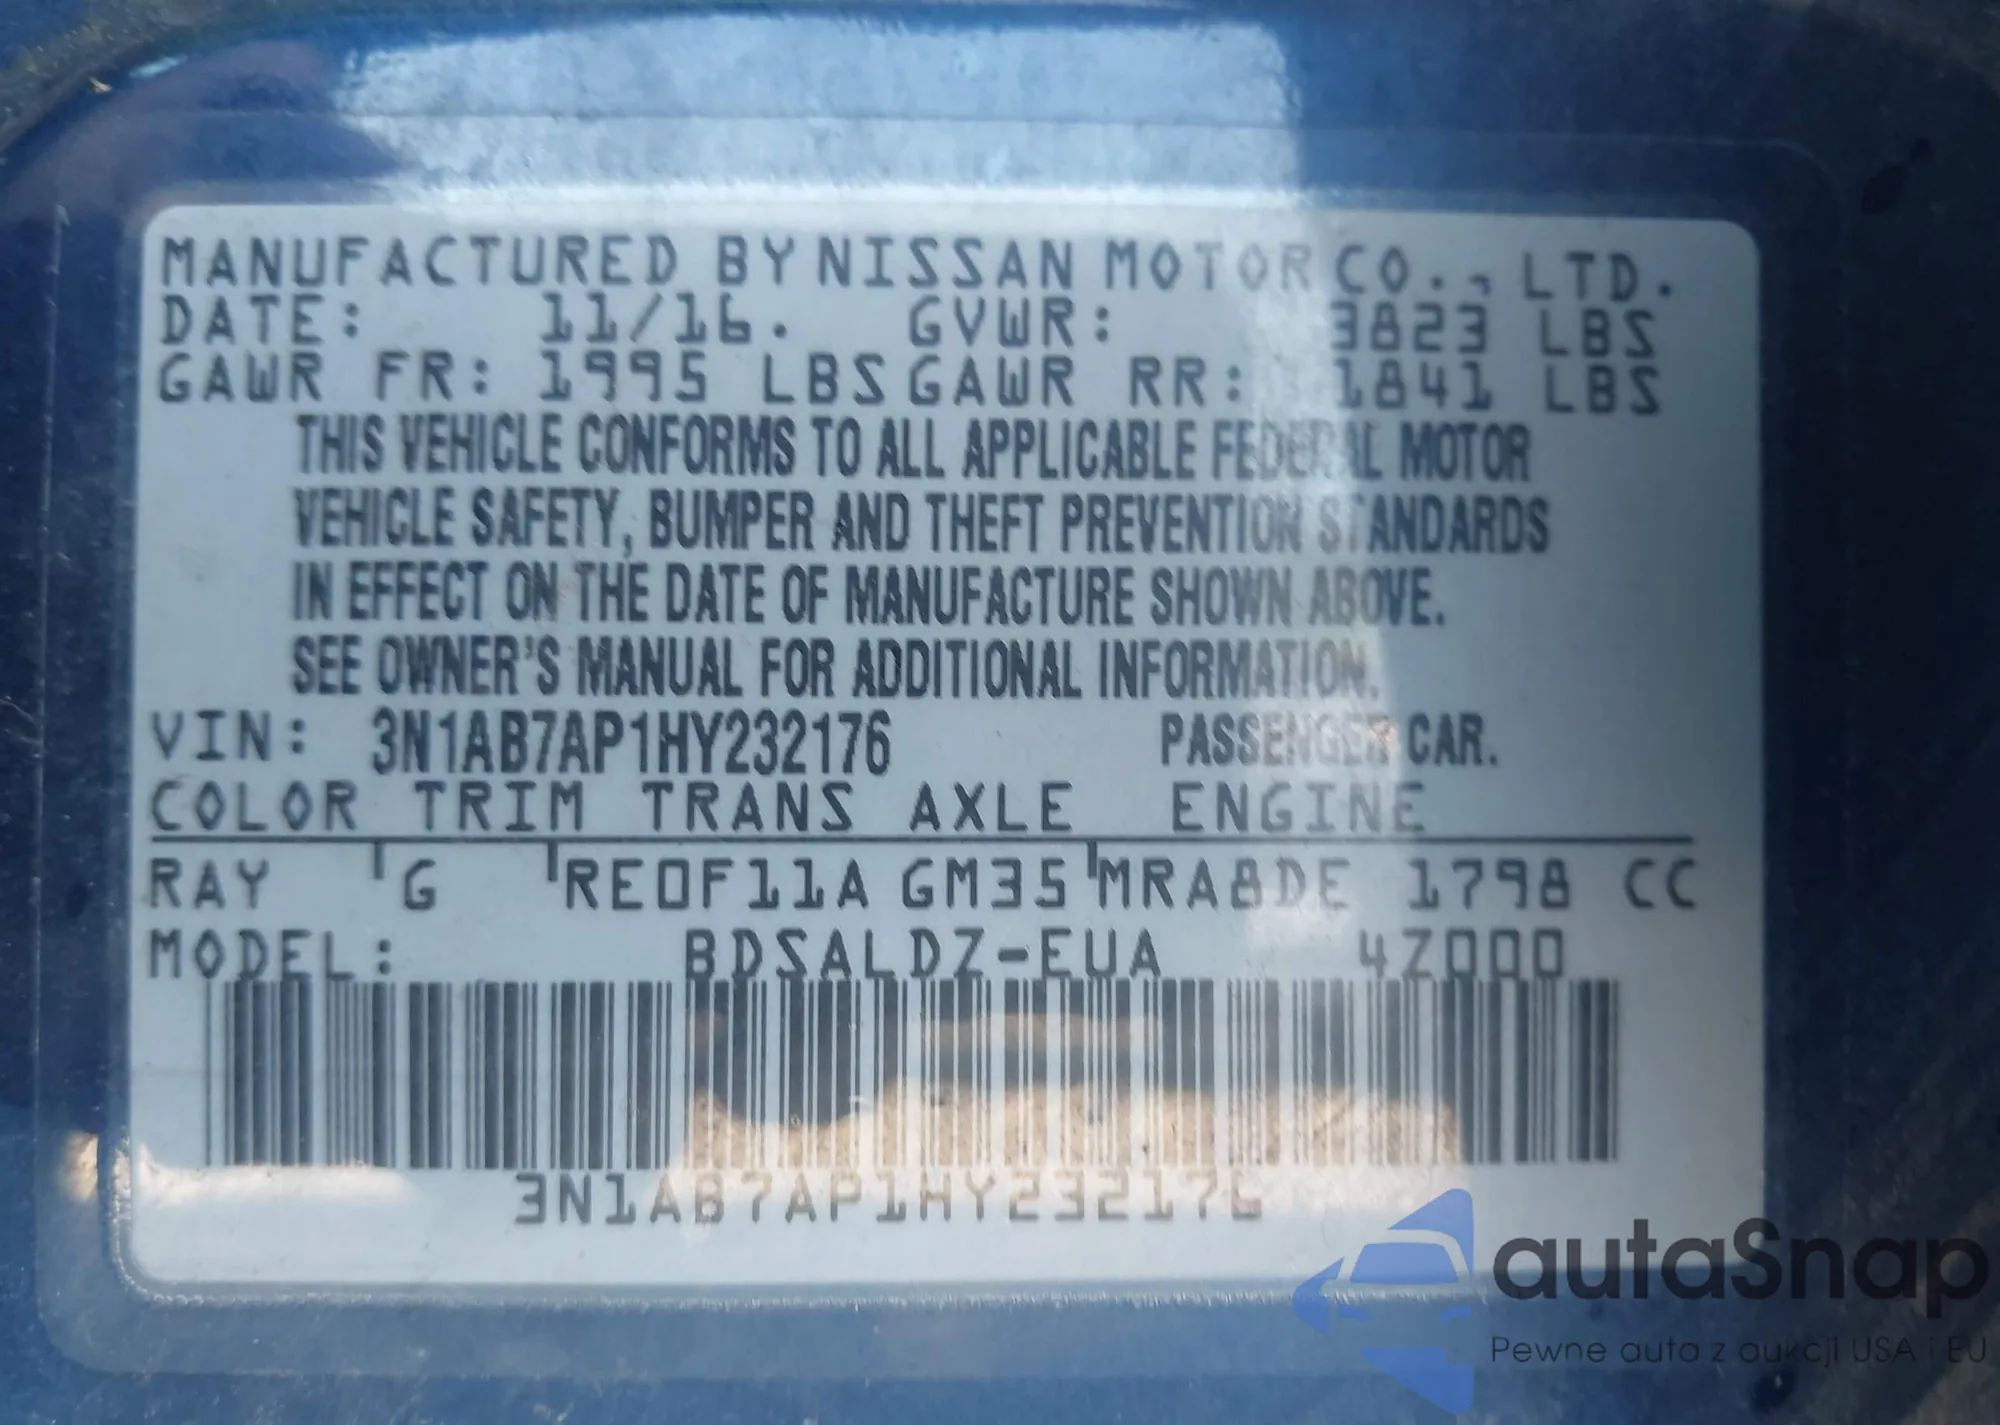 MANUFACTURED BY NISSAN MOTOR CO., LTD.
DATE: 11/16. GVWR: 3823 LBS
GAWR FR: 1995 LBS GAWR RR: 1841 LBS
THIS VEHICLE CONFORMS TO ALL APPLICABLE FEDERAL MOTOR
VEHICLE SAFETY, BUMPER AND THEFT PREVENTION STANDARDS
IN EFFECT ON THE DATE OF MANUFACTURE SHOWN ABOVE.
SEE OWNER'S MANUAL FOR ADDITIONAL INFORMATION.
VIN: 3N1AB7AP1HY232176 PASSENGER CAR.
COLOR TRIM TRANS AXLE ENGINE
RAY G RE0F11A GM35 MRA8DE 1798 CC
MODEL: BDSALDZ-EUA 4Z000
3N1AB7AP1HY232176
autaSnap
Pewne auta z aukcji USA i EU